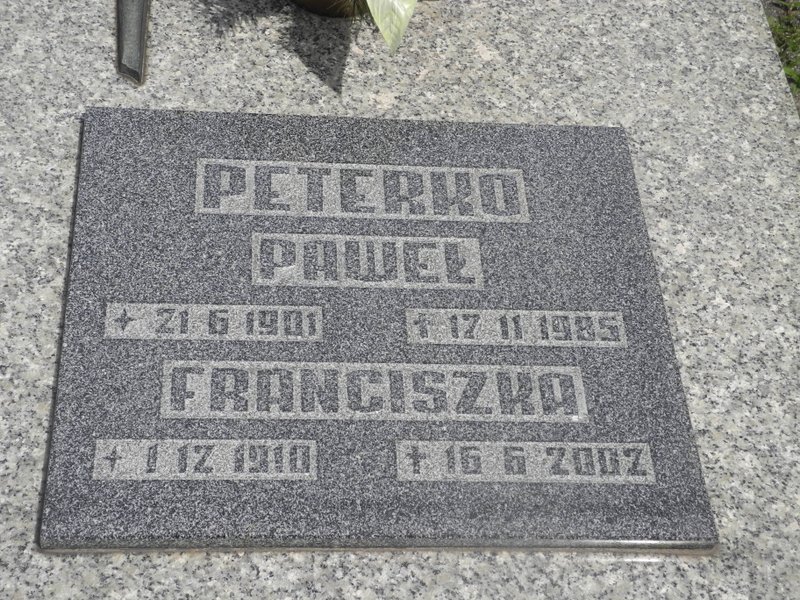 PETERKO
PAWEŁ
✦ 21 6 1901 ✝ 17 11 1985
FRANCISZKA
✦ 1 12 1910 ✝ 16 6 2002